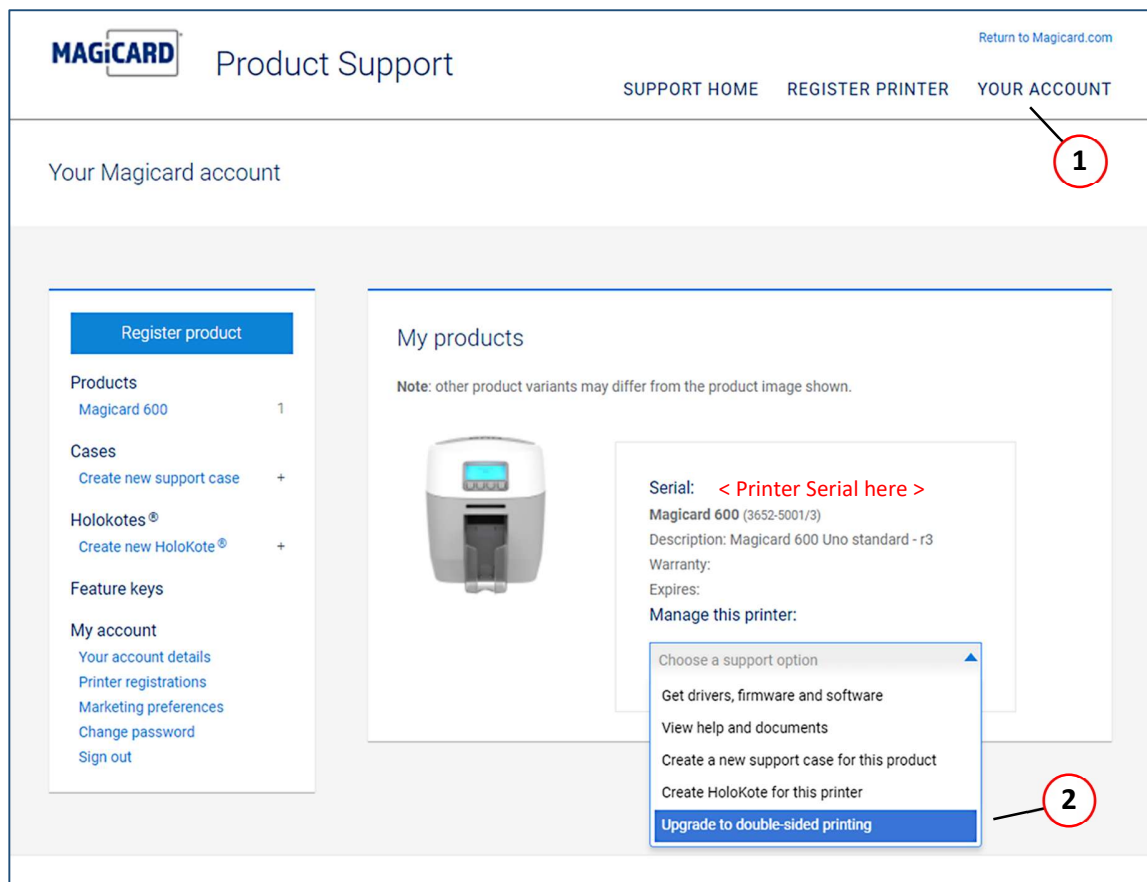 MAGiCARD
Product Support
Return to Magicard.com
SUPPORT HOME REGISTER PRINTER YOUR ACCOUNT
1
Your Magicard account
Register product
Products
Magicard 600 1
Cases
Create new support case +
Holokotes ®
Create new HoloKote ® +
Feature keys
My account
Your account details
Printer registrations
Marketing preferences
Change password
Sign out
My products
Note: other product variants may differ from the product image shown.
Serial: < Printer Serial here >
Magicard 600 (3652-5001/3)
Description: Magicard 600 Uno standard - r3
Warranty:
Expires:
Manage this printer:
Choose a support option
Get drivers, firmware and software
View help and documents
Create a new support case for this product
Create HoloKote for this printer
Upgrade to double-sided printing
2